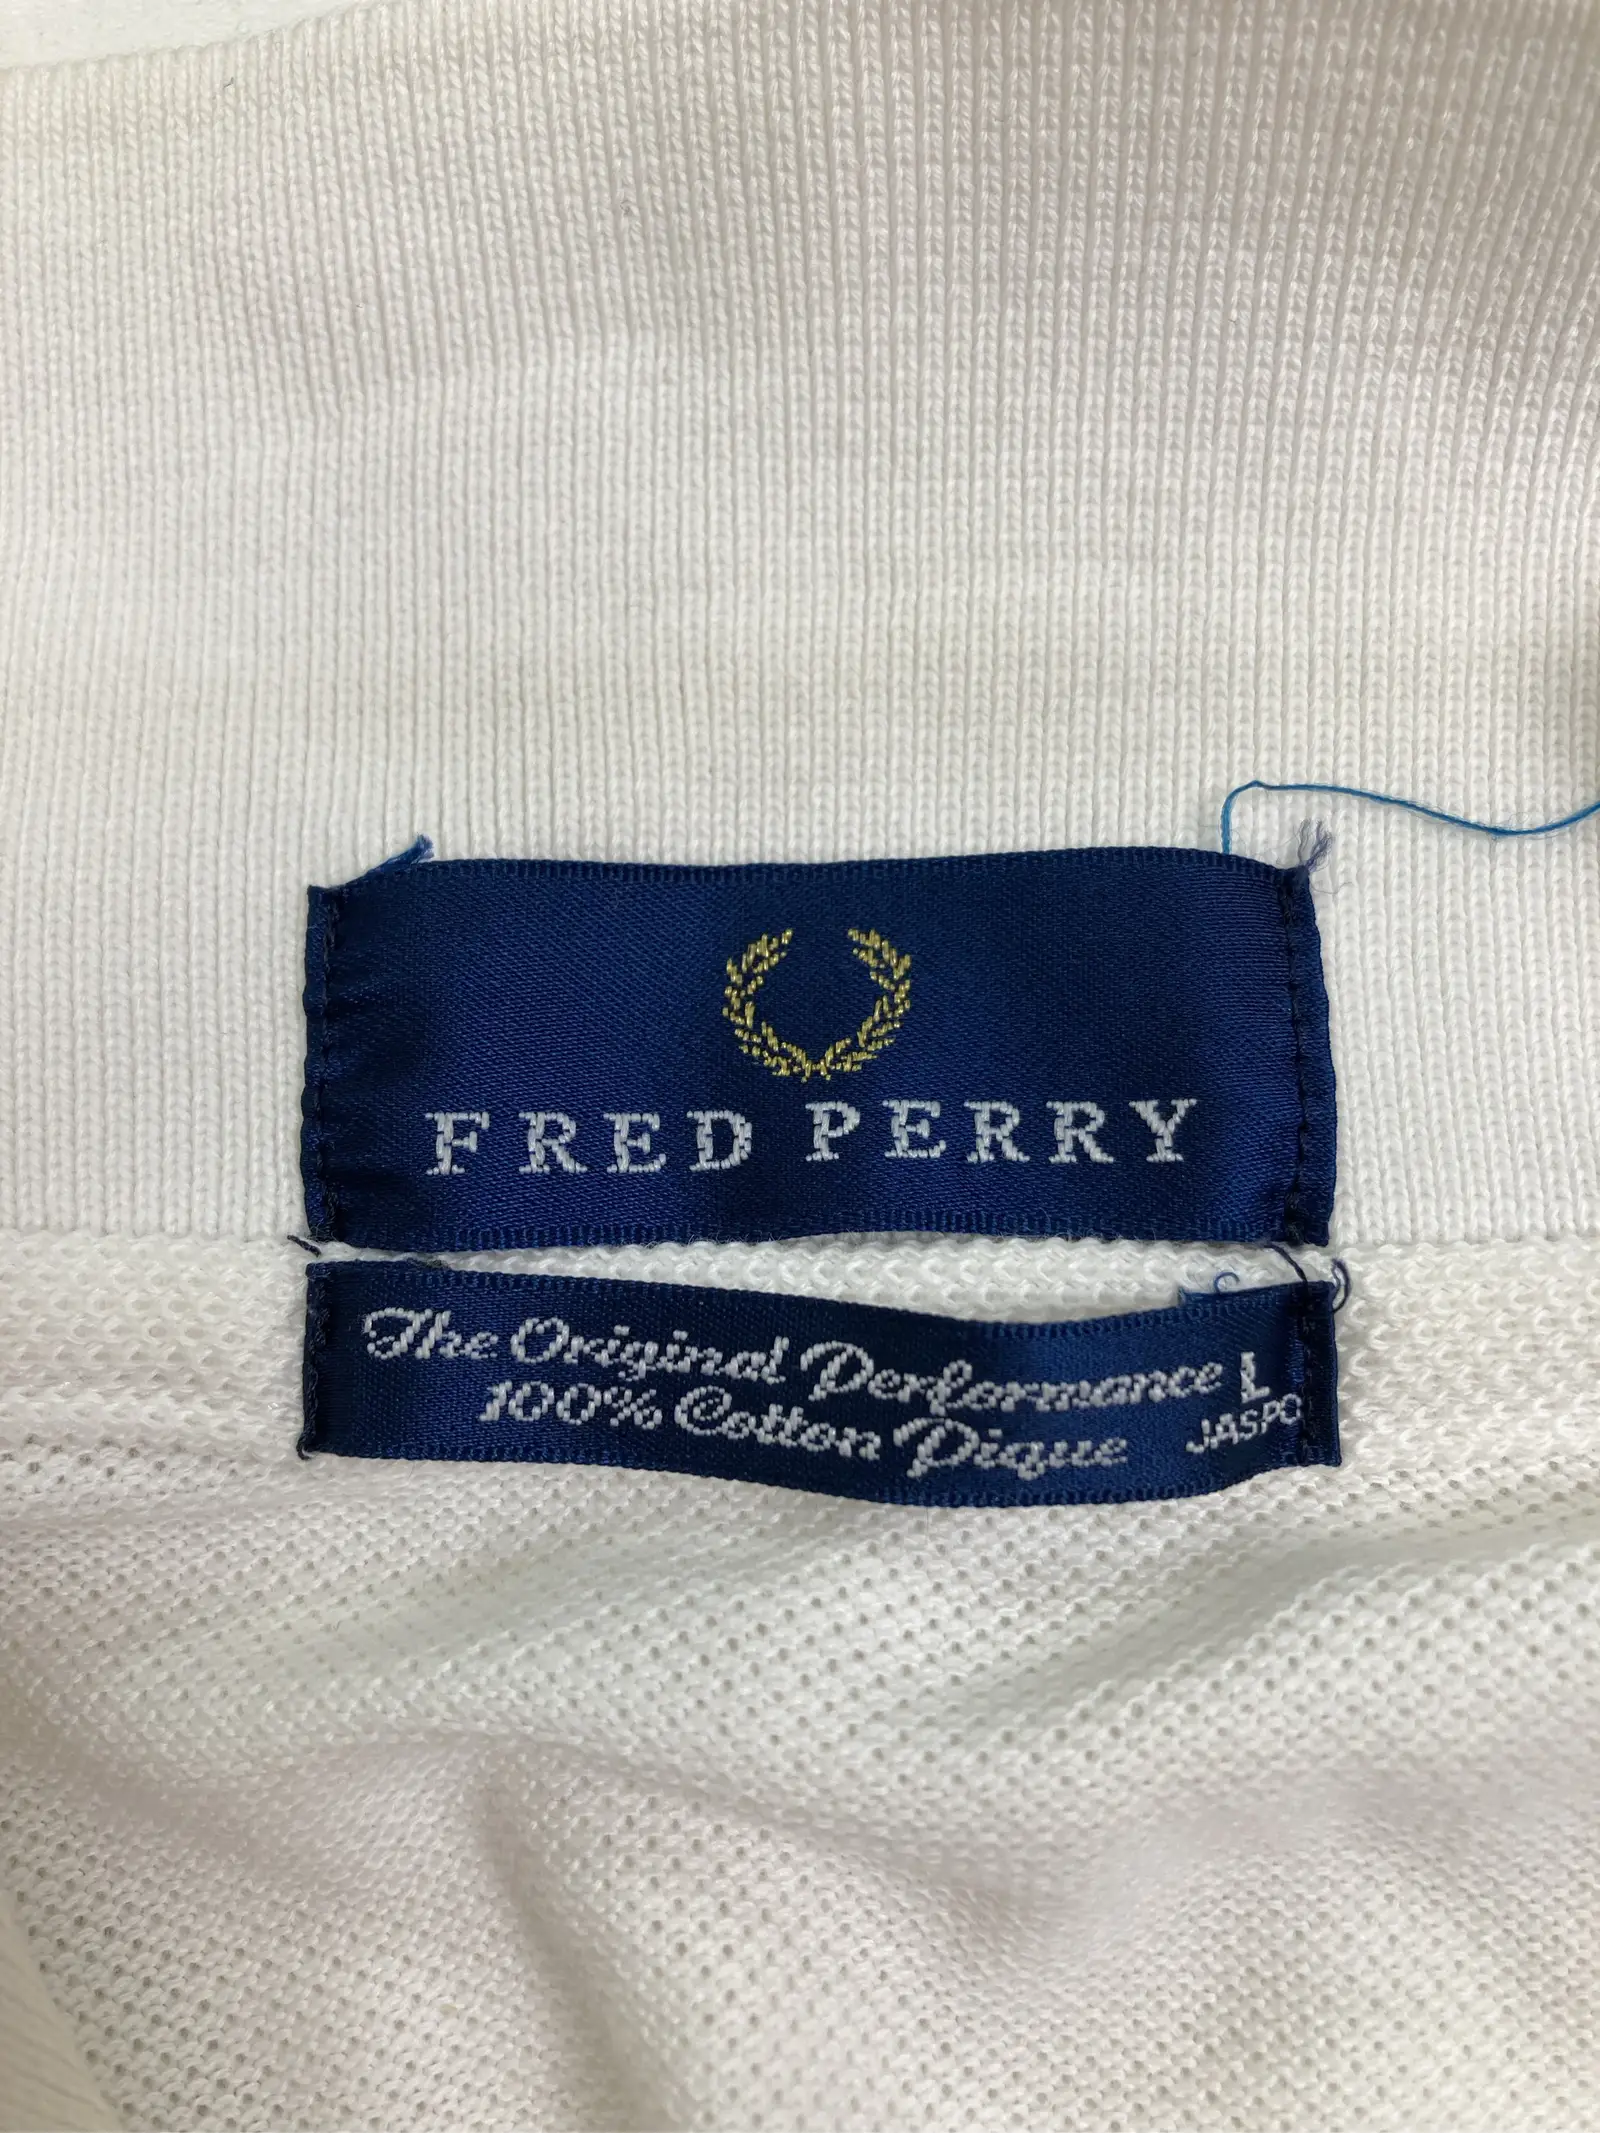 FRED PERRY
The Original Performance L
100% Cotton Pique JASPO